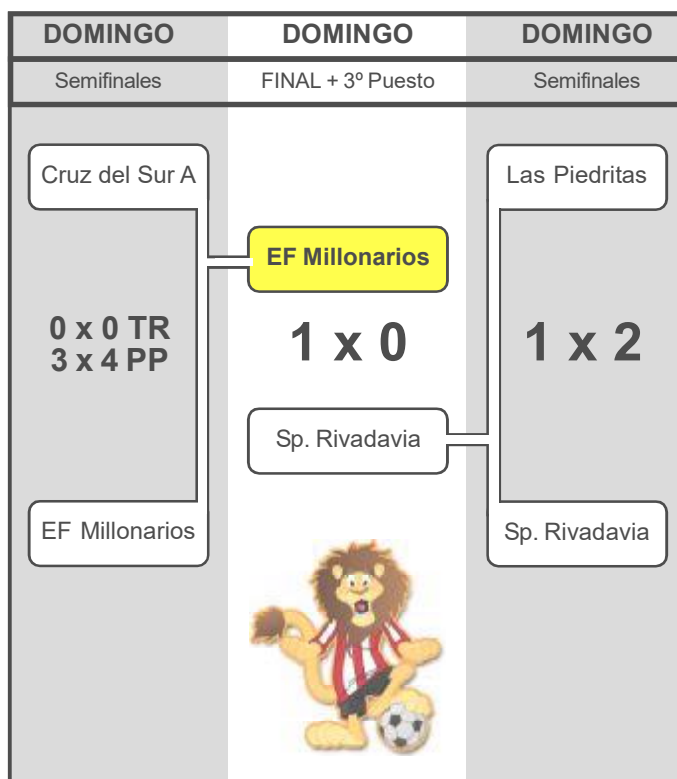 DOMINGO
DOMINGO
DOMINGO
Semifinales
FINAL + 3º Puesto
Semifinales
Cruz del Sur A
Las Piedritas
EF Millonarios
0 x 0 TR
3 x 4 PP
1 x 0
1 x 2
Sp. Rivadavia
EF Millonarios
Sp. Rivadavia